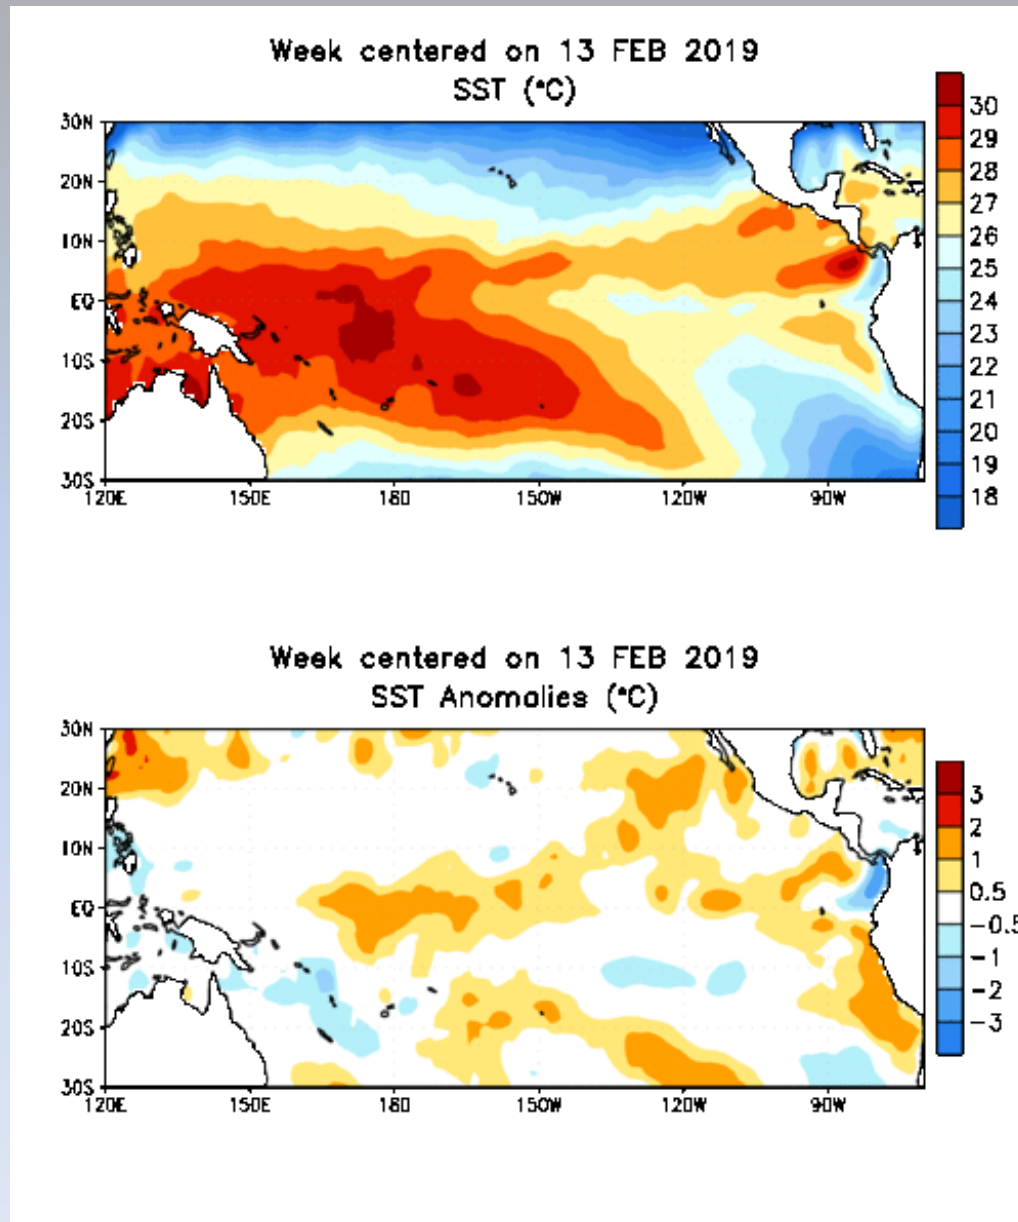 Week centered on 13 FEB 2019
SST (°C)
30N
20N
10N
EQ
10S
20S
30S
120E 150E 180 150W 120W 90W
30
29
28
27
26
25
24
23
22
21
20
19
18
Week centered on 13 FEB 2019
SST Anomalies (°C)
30N
20N
10N
EQ
10S
20S
30S
120E 150E 180 150W 120W 90W
3
2
1
0.5
-0.5
-1
-2
-3